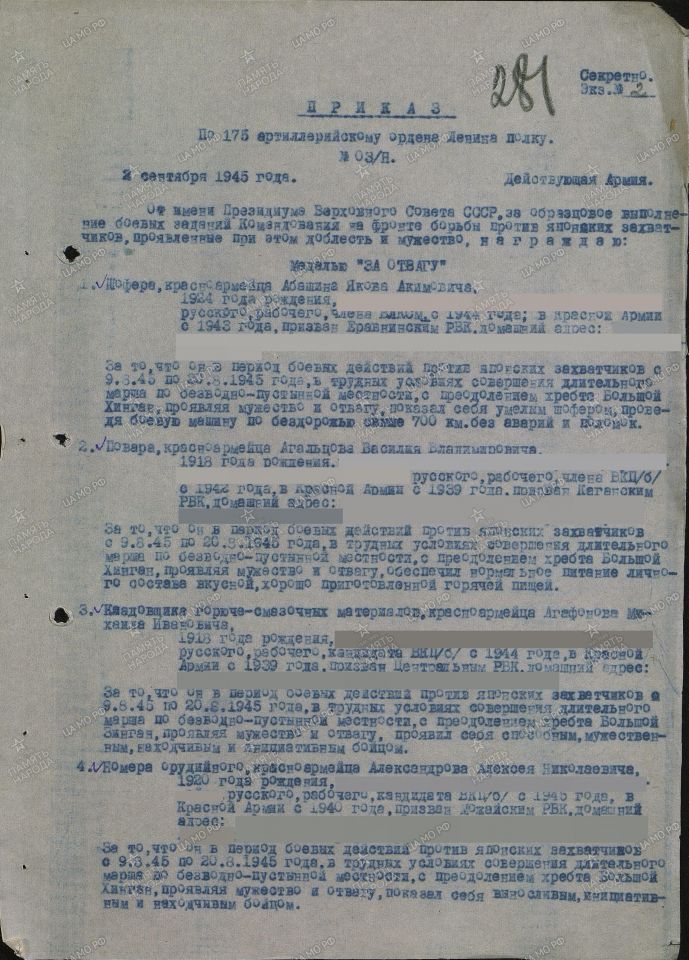 281
Секретно.
Экз.№ 2
П Р И К А З
По 175 артиллерийскому ордена Ленина полку.
№ 03/Н.
2 сентября 1945 года. Действующая Армия.
От имени Президиума Верховного Совета СССР, за образцовое выполне-
ние боевых заданий Командования на фронте борьбы против японских захват-
чиков, проявленные при этом доблесть и мужество, н а г р а ж д а ю:
Медалью "ЗА ОТВАГУ"
1. Шофера, красноармейца Абашина Якова Акимовича,
1924 года рождения,
русского, рабочего, члена ВЛКСМ с 1944 года; в Красной Армии
с 1943 года, призван Еравнинским РВК, домашний адрес:
За то, что он в период боевых действий против японских захватчиков с
9.8.45 по 20.8.1945 года, в трудных условиях совершения длительного
марша по безводно-пустынной местности, с преодолением хребта Большой
Хинган, проявляя мужество и отвагу, показал себя умелым шофером, прове-
дя боевую машину по бездорожью свыше 700 км. без аварий и поломок.
2. Повара, красноармейца Агальцова Василия Владимировича,
1918 года рождения,
русского, рабочего, члена ВКП/б/
с 1942 года, в Красной Армии с 1939 года, призван Каганским
РВК, домашний адрес:
За то, что он в период боевых действий против японских захватчиков
с 9.8.45 по 20.8.1945 года, в трудных условиях совершения длительного
марша по безводно-пустынной местности, с преодолением хребта Большой
Хинган, проявляя мужество и отвагу, обеспечил нормальное питание лично-
го состава вкусной, хорошо приготовленной горячей пищей.
3. Кладовщика горюче-смазочных материалов, красноармейца Агафонова Ми-
хаила Ивановича,
1918 года рождения,
русского, рабочего, кандидата ВКП/б/ с 1944 года, в Красной
Армии с 1939 года, призван Центральным РВК, домашний адрес:
За то, что он в период боевых действий против японских захватчиков с
9.8.45 по 20.8.1945 года, в трудных условиях совершения длительного
марша по безводно-пустынной местности, с преодолением хребта Большой
Хинган, проявляя мужество и отвагу, проявил себя способным, мужествен-
ным, находчивым и инициативным бойцом.
4. Номера орудийного, красноармейца Александрова Алексея Николаевича,
1920 года рождения,
русского, рабочего, кандидата ВКП/б/ с 1945 года, в
Красной Армии с 1940 года, призван Можайским РВК, домашний
адрес:
За то, что он в период боевых действий против японских захватчиков
с 9.8.45 по 20.8.1945 года, в трудных условиях совершения длительного
марша по безводно-пустынной местности, с преодолением хребта Большой
Хинган, проявляя мужество и отвагу, показал себя выносливым, инициатив-
ным и находчивым бойцом.